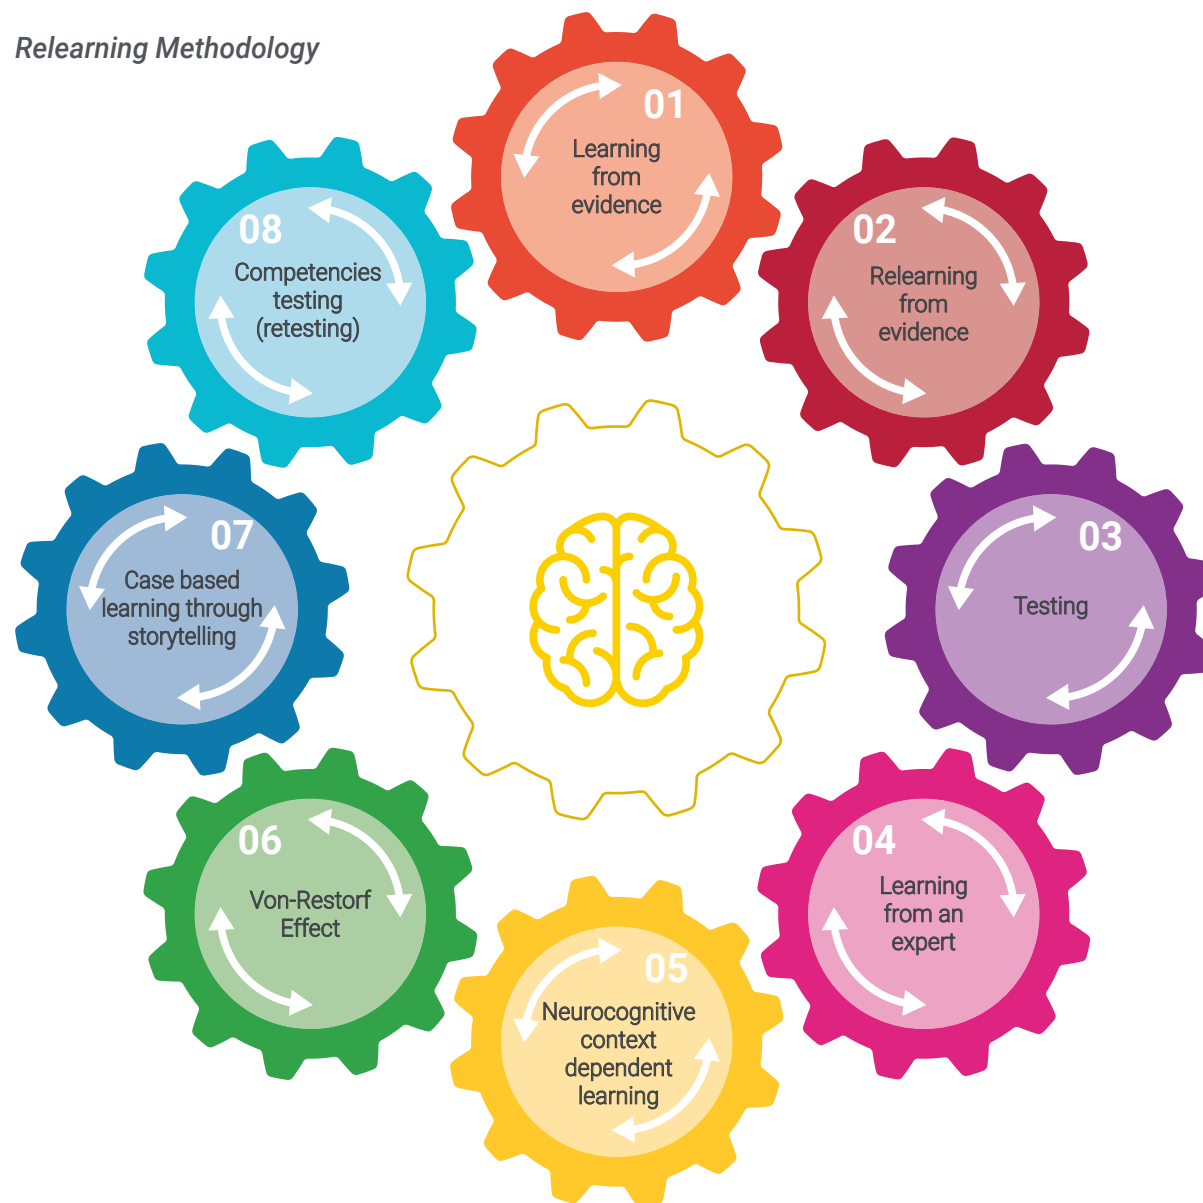 Relearning Methodology
01
Learning
from
evidence
02
Relearning
from
evidence
03
Testing
04
Learning
from an
expert
05
Neurocognitive
context
dependent
learning
06
Von-Restorf
Effect
07
Case based
learning through
storytelling
08
Competencies
testing
(retesting)